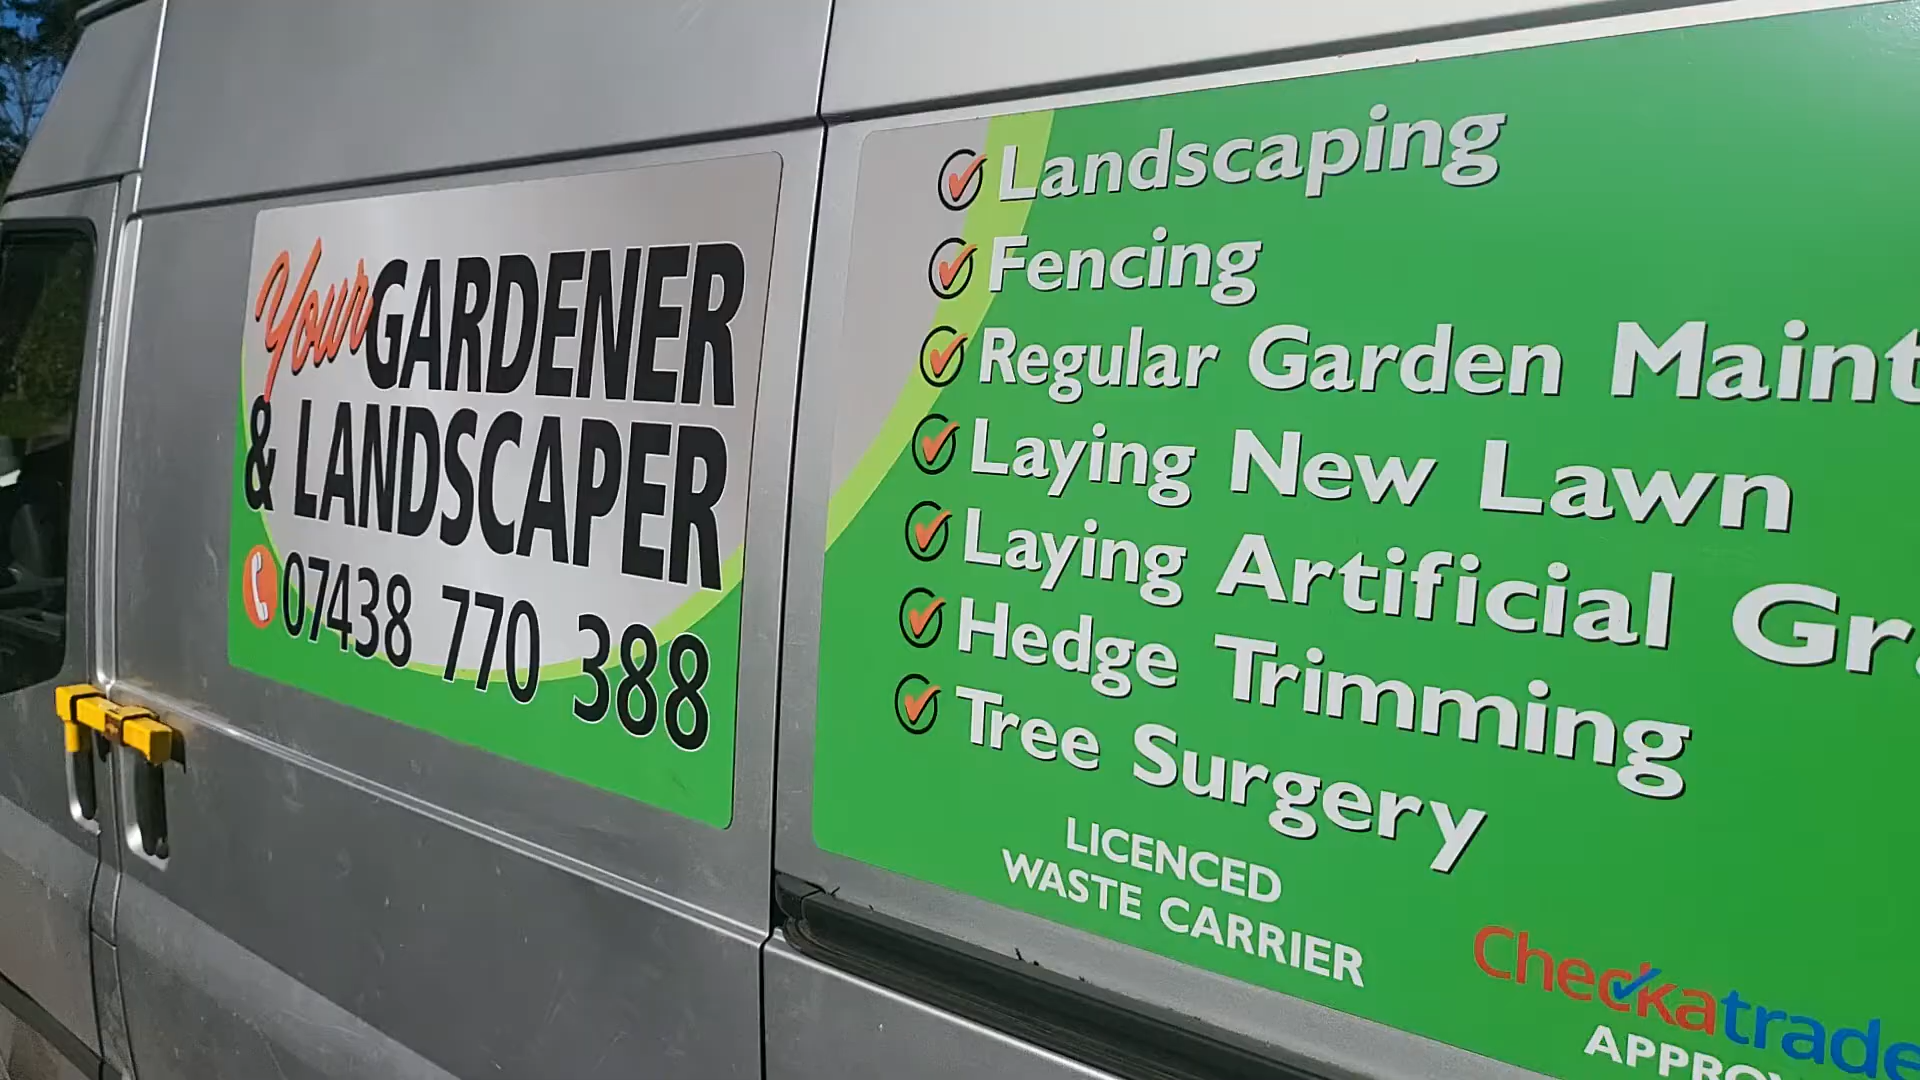 Your GARDENER
& LANDSCAPER
07438 770 388
Landscaping
Fencing
Regular Garden Maint
Laying New Lawn
Laying Artificial Gr
Hedge Trimming
Tree Surgery
LICENCED
WASTE CARRIER
Checkatrade
APPRO